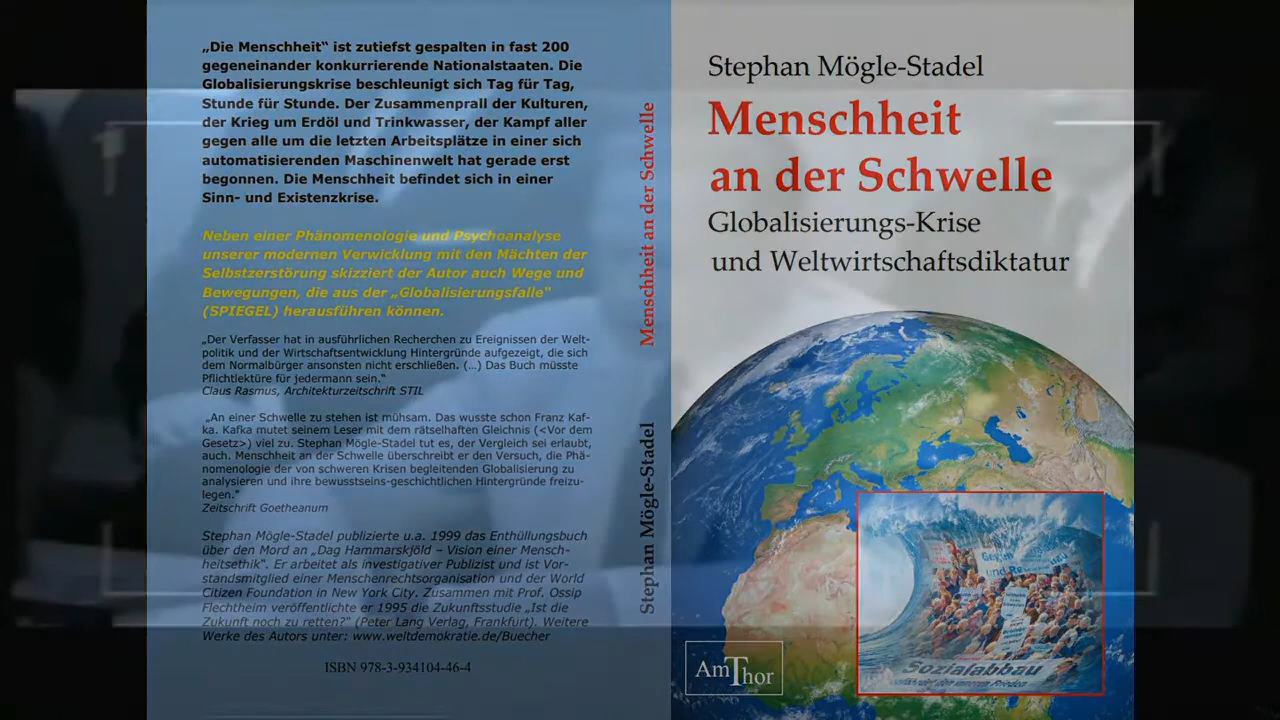 „Die Menschheit“ ist zutiefst gespalten in fast 200
gegeneinander konkurrierende Nationalstaaten. Die
Globalisierungskrise beschleunigt sich Tag für Tag,
Stunde für Stunde. Der Zusammenprall der Kulturen,
der Krieg um Erdöl und Trinkwasser, der Kampf aller
gegen alle um die letzten Arbeitsplätze in einer sich
automatisierenden Maschinenwelt hat gerade erst
begonnen. Die Menschheit befindet sich in einer
Sinn- und Existenzkrise.
Neben einer Phänomenologie und Psychoanalyse
unserer modernen Verwicklung mit den Mächten der
Selbstzerstörung skizziert der Autor auch Wege und
Bewegungen, die aus der „Globalisierungsfalle“
(SPIEGEL) herausführen können.
„Der Verfasser hat in ausführlichen Recherchen zu Ereignissen der Welt-
politik und der Wirtschaftsentwicklung Hintergründe aufgezeigt, die sich
dem Normalbürger ansonsten nicht erschließen. (...) Das Buch müsste
Pflichtlektüre für jedermann sein.“
Claus Rasmus, Architekturzeitschrift STIL
„An einer Schwelle zu stehen ist mühsam. Das wusste schon Franz Kaf-
ka. Kafka mutet seinem Leser mit dem rätselhaften Gleichnis (<Vor dem
Gesetz>) viel zu. Stephan Mögle-Stadel tut es, der Vergleich sei erlaubt,
auch. Menschheit an der Schwelle überschreibt er den Versuch, die Phä-
nomenologie der von schweren Krisen begleitenden Globalisierung zu
analysieren und ihre bewusstseins-geschichtlichen Hintergründe freizu-
legen."
Zeitschrift Goetheanum
Stephan Mögle-Stadel publizierte u.a. 1999 das Enthüllungsbuch
über den Mord an „Dag Hammarskjöld – Vision einer Mensch-
heitsethik“. Er arbeitet als investigativer Publizist und ist Vor-
standsmitglied einer Menschenrechtsorganisation und der World
Citizen Foundation in New York City. Zusammen mit Prof. Ossip
Flechtheim veröffentlichte er 1995 die Zukunftsstudie „Ist die
Zukunft noch zu retten?“ (Peter Lang Verlag, Frankfurt). Weitere
Werke des Autors unter: www.weltdemokratie.de/Buecher
ISBN 978-3-934104-46-4
Menschheit an der Schwelle
Stephan Mögle-Stadel
Stephan Mögle-Stadel
Menschheit
an der Schwelle
Globalisierungs-Krise
und Weltwirtschaftsdiktatur
Sozialabbau
AmThor